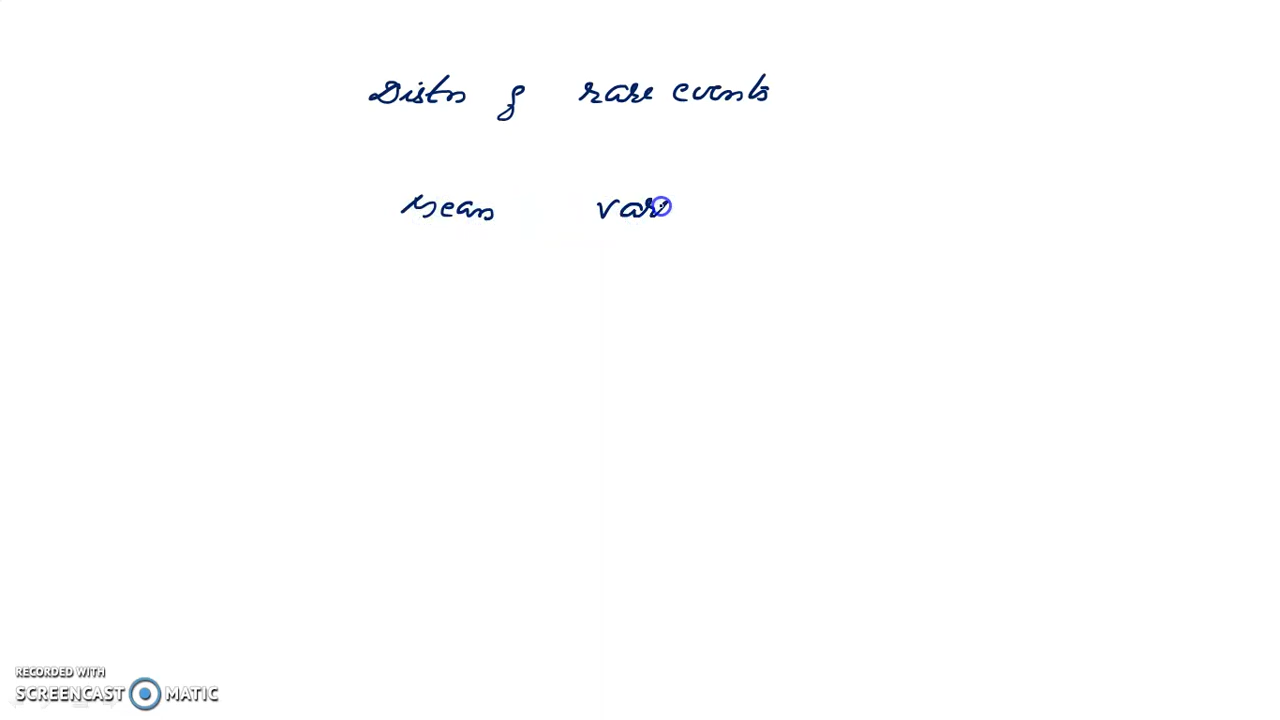 Distn of rare events
Mean var
RECORDED WITH
SCREENCAST MATIC